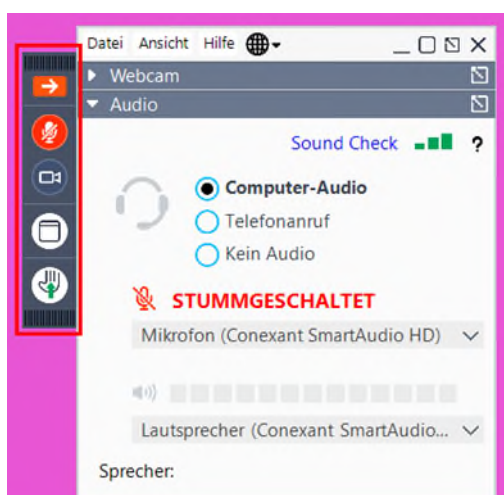 Datei Ansicht Hilfe
Webcam
Audio
Sound Check ?
Computer-Audio
Telefonanruf
Kein Audio
STUMMGESCHALTET
Mikrofon (Conexant SmartAudio HD)
Lautsprecher (Conexant SmartAudio...
Sprecher: